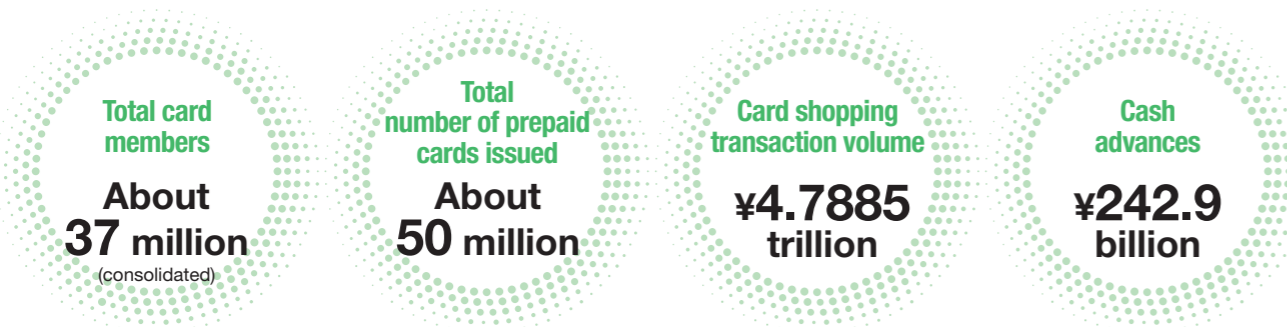 Total card
members
About
37 million
(consolidated)
Total
number of prepaid
cards issued
About
50 million
Card shopping
transaction volume
¥4.7885
trillion
Cash
advances
¥242.9
billion